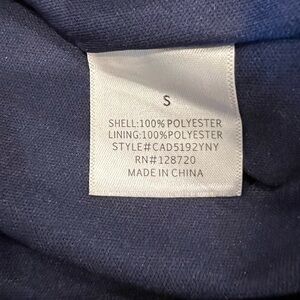 S
SHELL:100%POLYESTER
LINING:100%POLYESTER
STYLE#CAD5192YNY
RN#128720
MADE IN CHINA